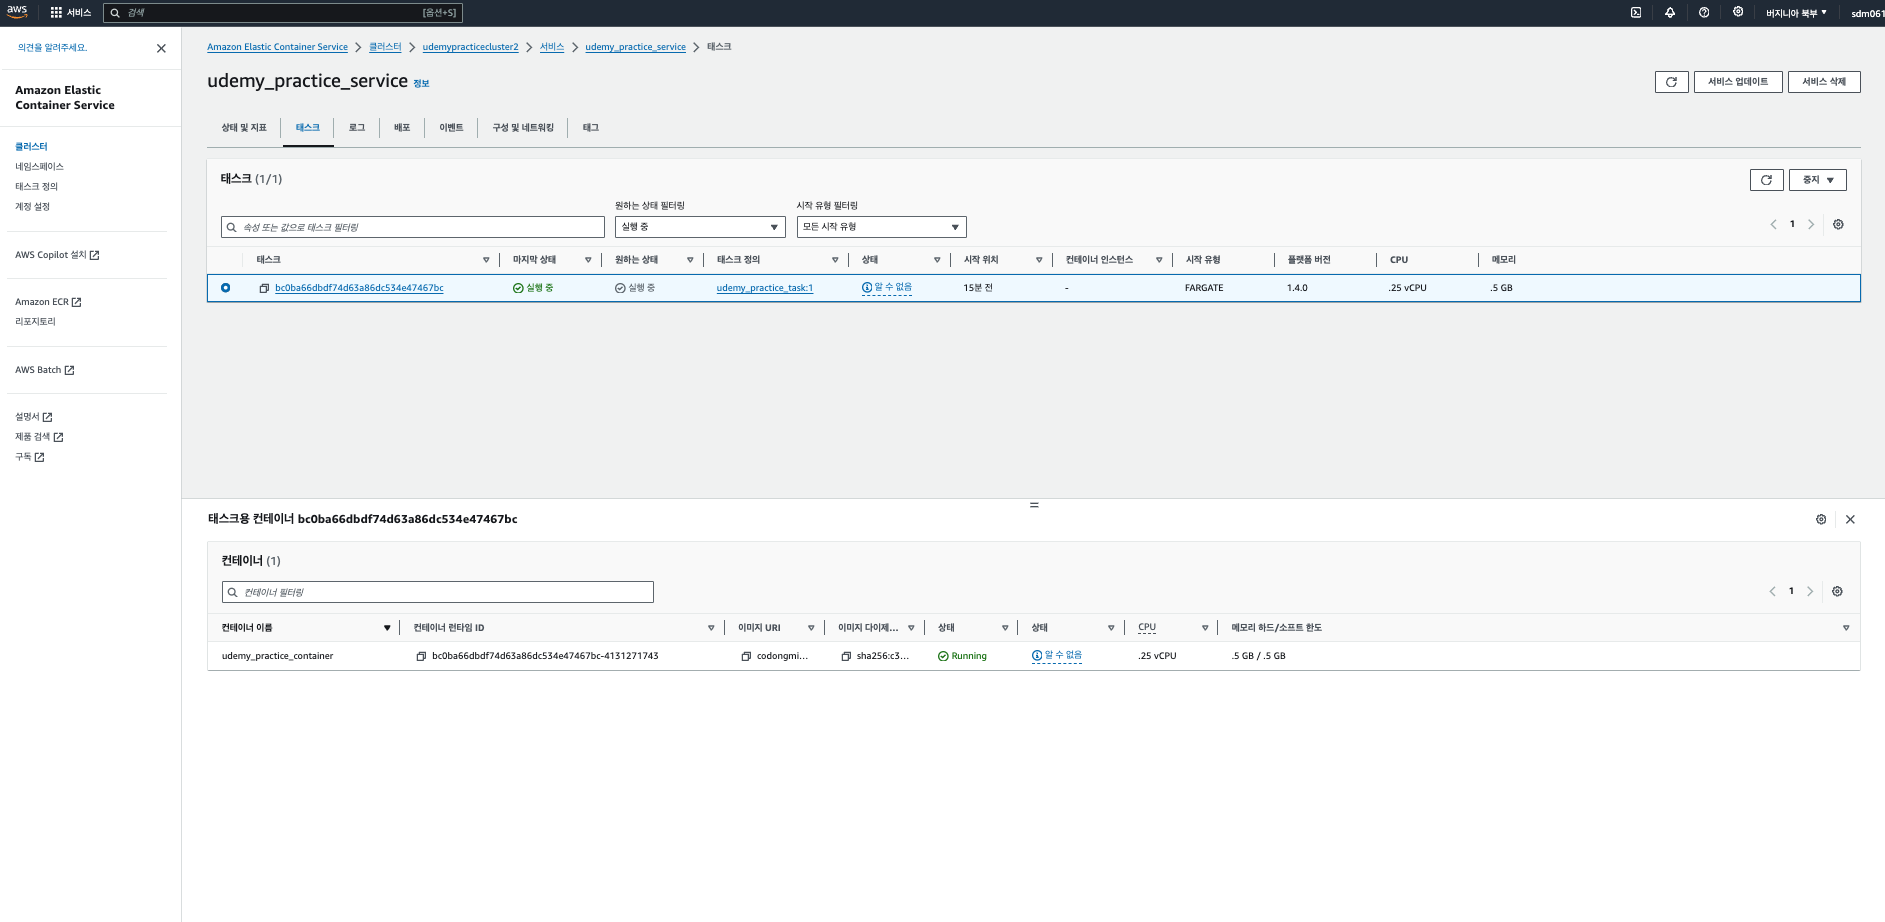 aws 서비스 검색 [옵션+S] 버지니아 북부 sdm061
의견을 알려주세요.
Amazon Elastic Container Service
클러스터
네임스페이스
태스크 정의
계정 설정
AWS Copilot 설치
Amazon ECR
리포지토리
AWS Batch
설명서
제품 검색
구독
Amazon Elastic Container Service 클러스터 udemypracticecluster2 서비스 udemy_practice_service 태스크
udemy_practice_service 정보
서비스 업데이트 서비스 삭제
상태 및 지표 태스크 로그 배포 이벤트 구성 및 네트워킹 태그
태스크 (1/1)
중지
원하는 상태 필터링 시작 유형 필터링
속성 또는 값으로 태스크 필터링 실행 중 모든 시작 유형 1
태스크 마지막 상태 원하는 상태 태스크 정의 상태 시작 위치 컨테이너 인스턴스 시작 유형 플랫폼 버전 CPU 메모리
bc0ba66dbdf74d63a86dc534e47467bc 실행 중 실행 중 udemy_practice_task:1 알 수 없음 15분 전 - FARGATE 1.4.0 .25 vCPU .5 GB
태스크용 컨테이너 bc0ba66dbdf74d63a86dc534e47467bc
컨테이너 (1)
컨테이너 필터링 1
컨테이너 이름 컨테이너 런타임 ID 이미지 URI 이미지 다이제... 상태 상태 CPU 메모리 하드/소프트 한도
udemy_practice_container bc0ba66dbdf74d63a86dc534e47467bc-4131271743 codongmi... sha256:c3... Running 알 수 없음 .25 vCPU .5 GB / .5 GB